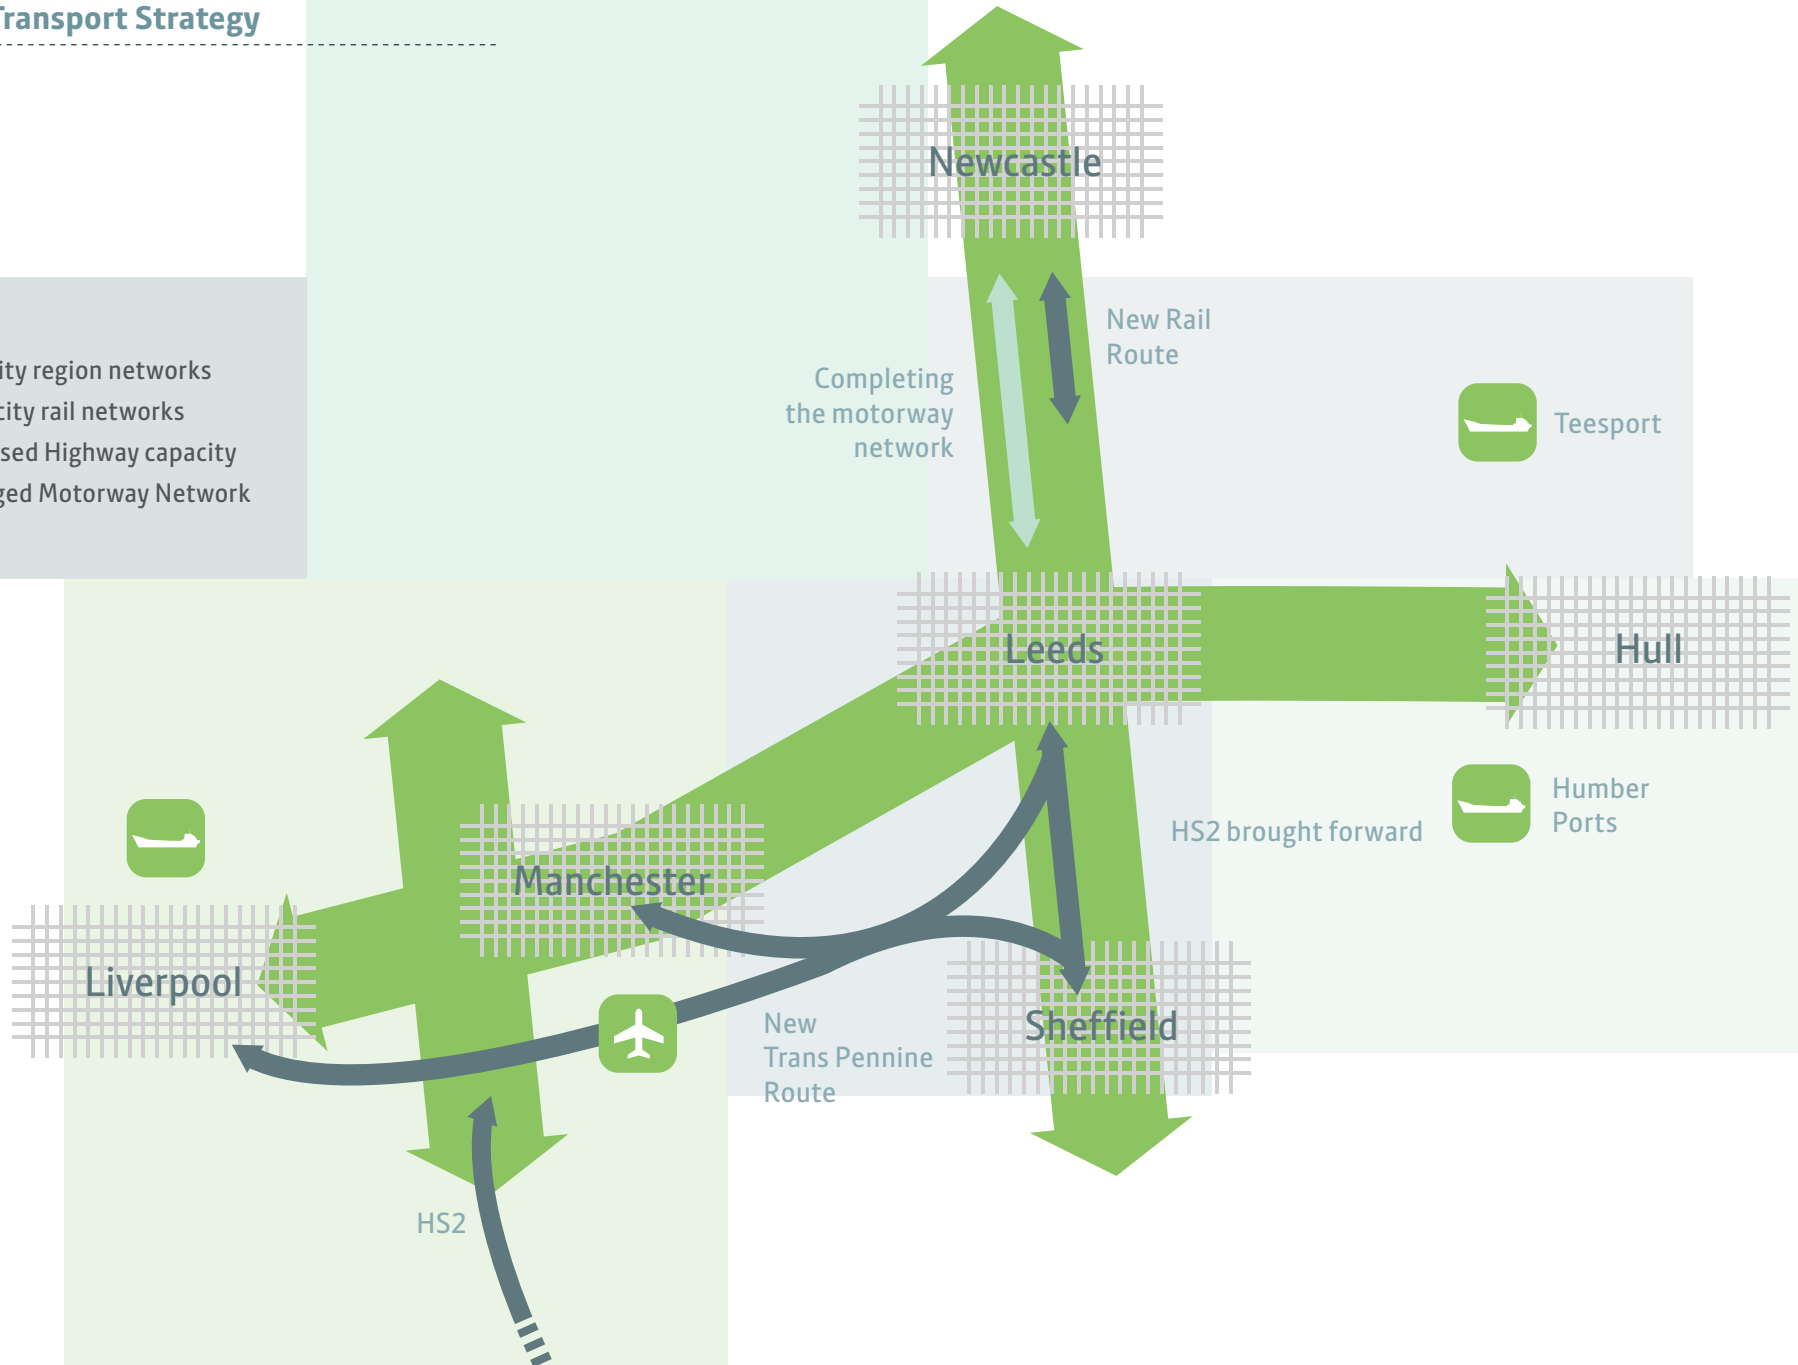 Transport Strategy
ity region networks
city rail networks
sed Highway capacity
ged Motorway Network
Newcastle
New Rail
Route
Completing
the motorway
network
Teesport
Leeds
Hull
Humber
Ports
HS2 brought forward
Manchester
Liverpool
Sheffield
New
Trans Pennine
Route
HS2